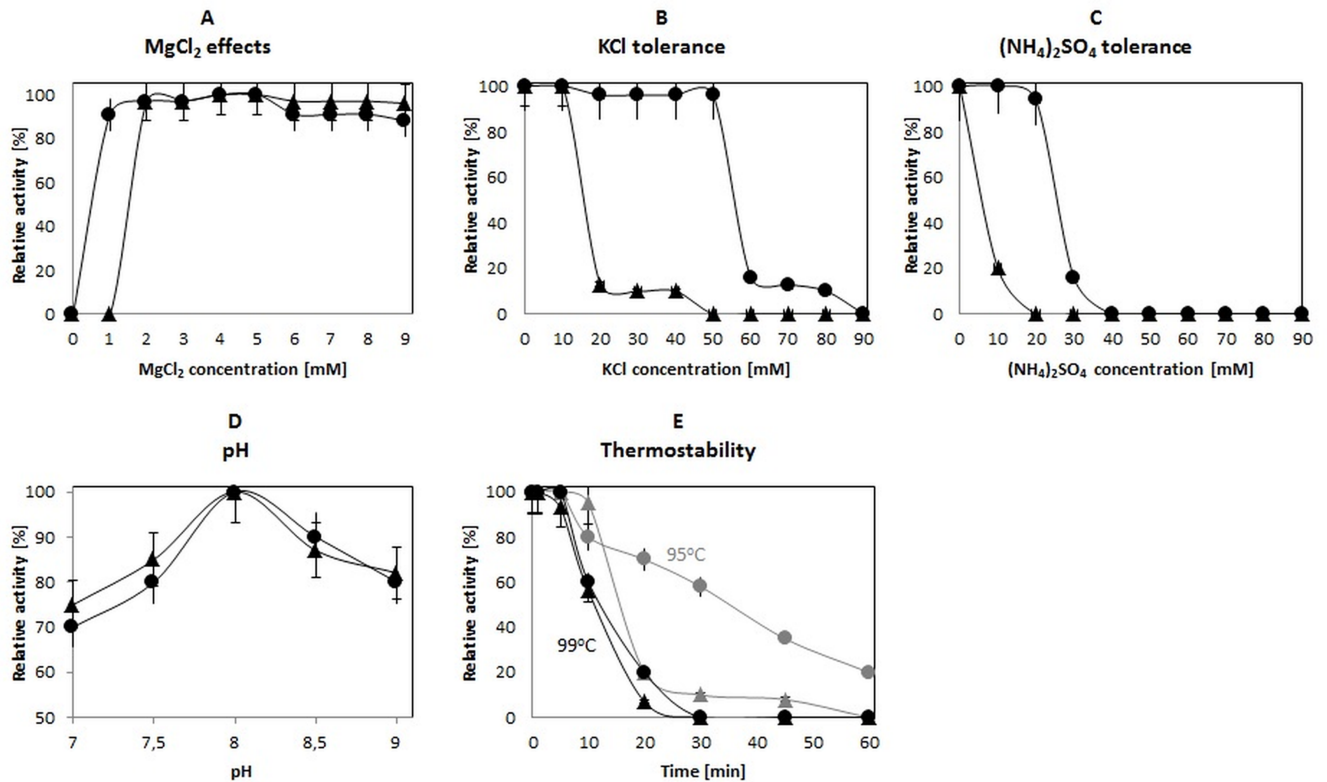 A
MgCl₂ effects
100
80
60
40
20
0
Relative activity [%]
0 1 2 3 4 5 6 7 8 9
MgCl₂ concentration [mM]
B
KCl tolerance
100
80
60
40
20
0
Relative activity [%]
0 10 20 30 40 50 60 70 80 90
KCl concentration [mM]
C
(NH₄)₂SO₄ tolerance
100
80
60
40
20
0
Relative activity [%]
0 10 20 30 40 50 60 70 80 90
(NH₄)₂SO₄ concentration [mM]
D
pH
100
90
80
70
60
50
Relative activity [%]
7 7,5 8 8,5 9
pH
E
Thermostability
100
80
60
40
20
0
Relative activity [%]
95ºC
99ºC
0 10 20 30 40 50 60
Time [min]